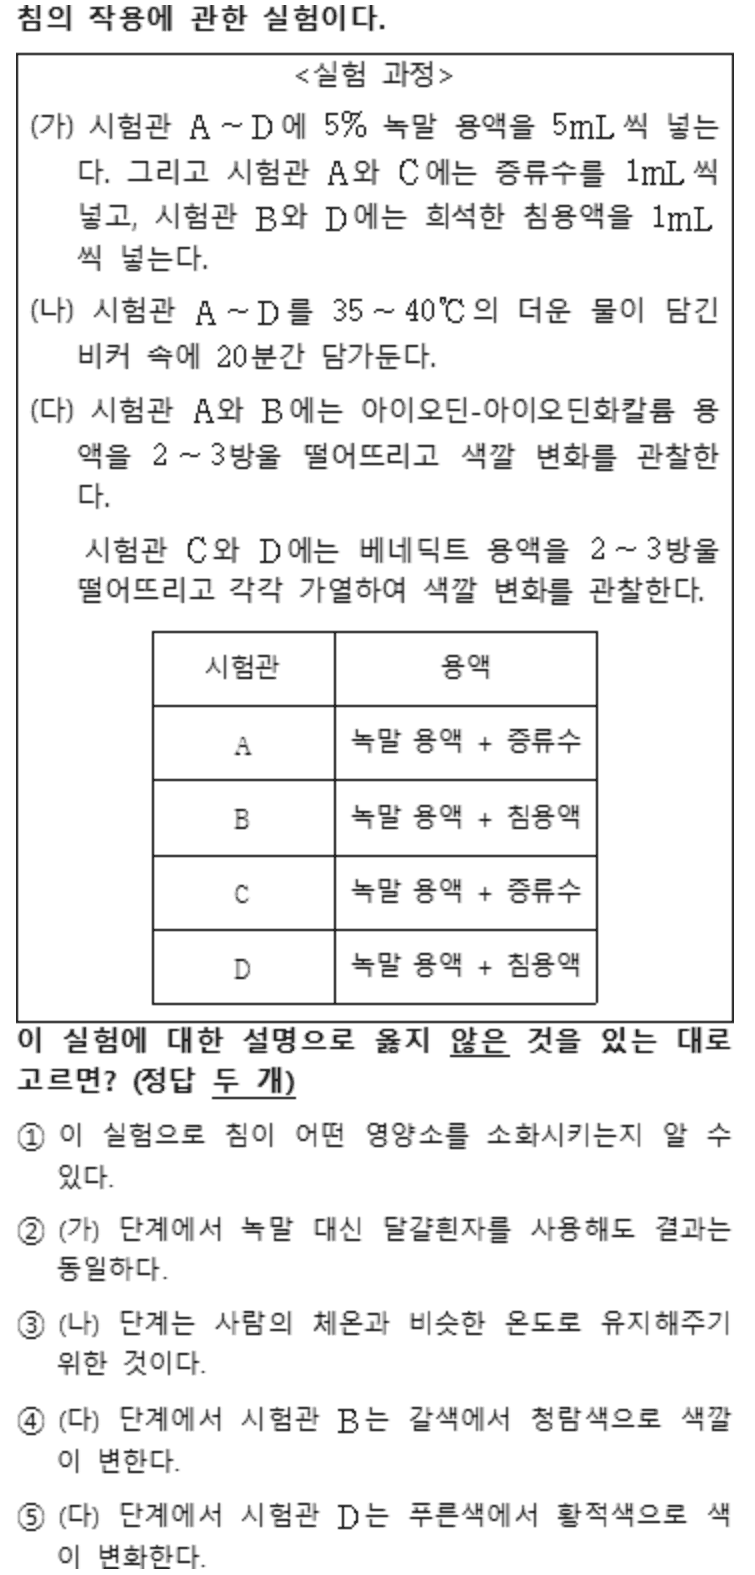 침의 작용에 관한 실험이다.
<실험 과정>
(가) 시험관 A ~ D에 5% 녹말 용액을 5mL씩 넣는
다. 그리고 시험관 A와 C에는 증류수를 1mL씩
넣고, 시험관 B와 D에는 희석한 침용액을 1mL
씩 넣는다.
(나) 시험관 A ~ D를 35 ~ 40℃의 더운 물이 담긴
비커 속에 20분간 담가둔다.
(다) 시험관 A와 B에는 아이오딘-아이오딘화칼륨 용
액을 2 ~ 3방울 떨어뜨리고 색깔 변화를 관찰한
다.
시험관 C와 D에는 베네딕트 용액을 2 ~ 3방울
떨어뜨리고 각각 가열하여 색깔 변화를 관찰한다.
시험관 용액
A 녹말 용액 + 증류수
B 녹말 용액 + 침용액
C 녹말 용액 + 증류수
D 녹말 용액 + 침용액
이 실험에 대한 설명으로 옳지 않은 것을 있는 대로
고르면? (정답 두 개)
① 이 실험으로 침이 어떤 영양소를 소화시키는지 알 수
있다.
② (가) 단계에서 녹말 대신 달걀흰자를 사용해도 결과는
동일하다.
③ (나) 단계는 사람의 체온과 비슷한 온도로 유지해주기
위한 것이다.
④ (다) 단계에서 시험관 B는 갈색에서 청람색으로 색깔
이 변한다.
⑤ (다) 단계에서 시험관 D는 푸른색에서 황적색으로 색
이 변화한다.